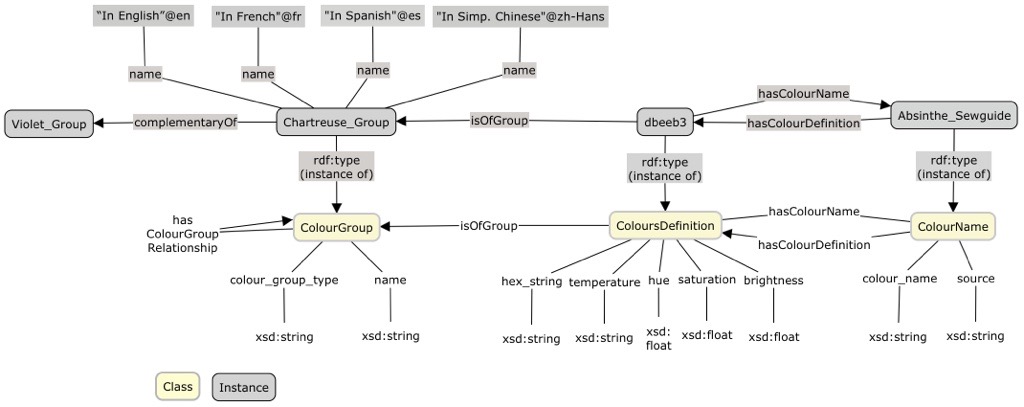 "In English”@en
"In French"@fr
"In Spanish"@es
"In Simp. Chinese"@zh-Hans
name
name
name
name
hasColourName
Violet_Group
complementaryOf
Chartreuse_Group
isOfGroup
dbeeb3
hasColourDefinition
Absinthe_Sewguide
rdf:type
(instance of)
rdf:type
(instance of)
rdf:type
(instance of)
has
ColourGroup
Relationship
ColourGroup
isOfGroup
ColoursDefinition
hasColourName
hasColourDefinition
ColourName
colour_group_type
name
hex_string
temperature
hue
saturation
brightness
colour_name
source
xsd:string
xsd:string
xsd:string
xsd:string
xsd:
float
xsd:float
xsd:float
xsd:string
xsd:string
Class
Instance